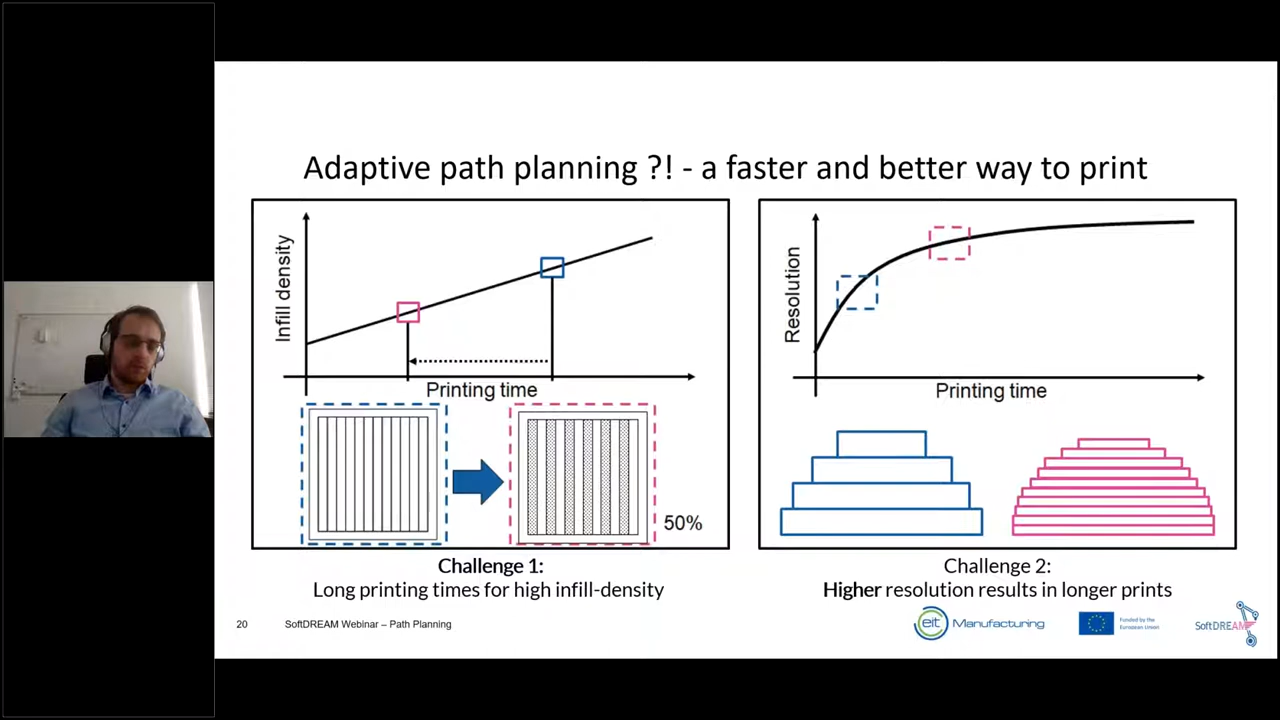 Adaptive path planning ?! - a faster and better way to print
Infill density
Printing time
50%
Challenge 1:
Long printing times for high infill-density
Resolution
Printing time
Challenge 2:
Higher resolution results in longer prints
20
SoftDREAM Webinar – Path Planning
eit Manufacturing
Funded by the
European Union
SoftDREAM